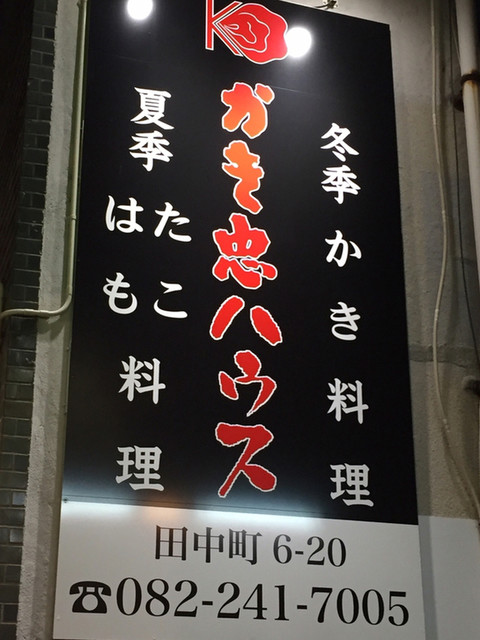 冬季 かき料理
かき忠ハウス
夏季 たこ はも 料理
田中町 6-20
☎082-241-7005